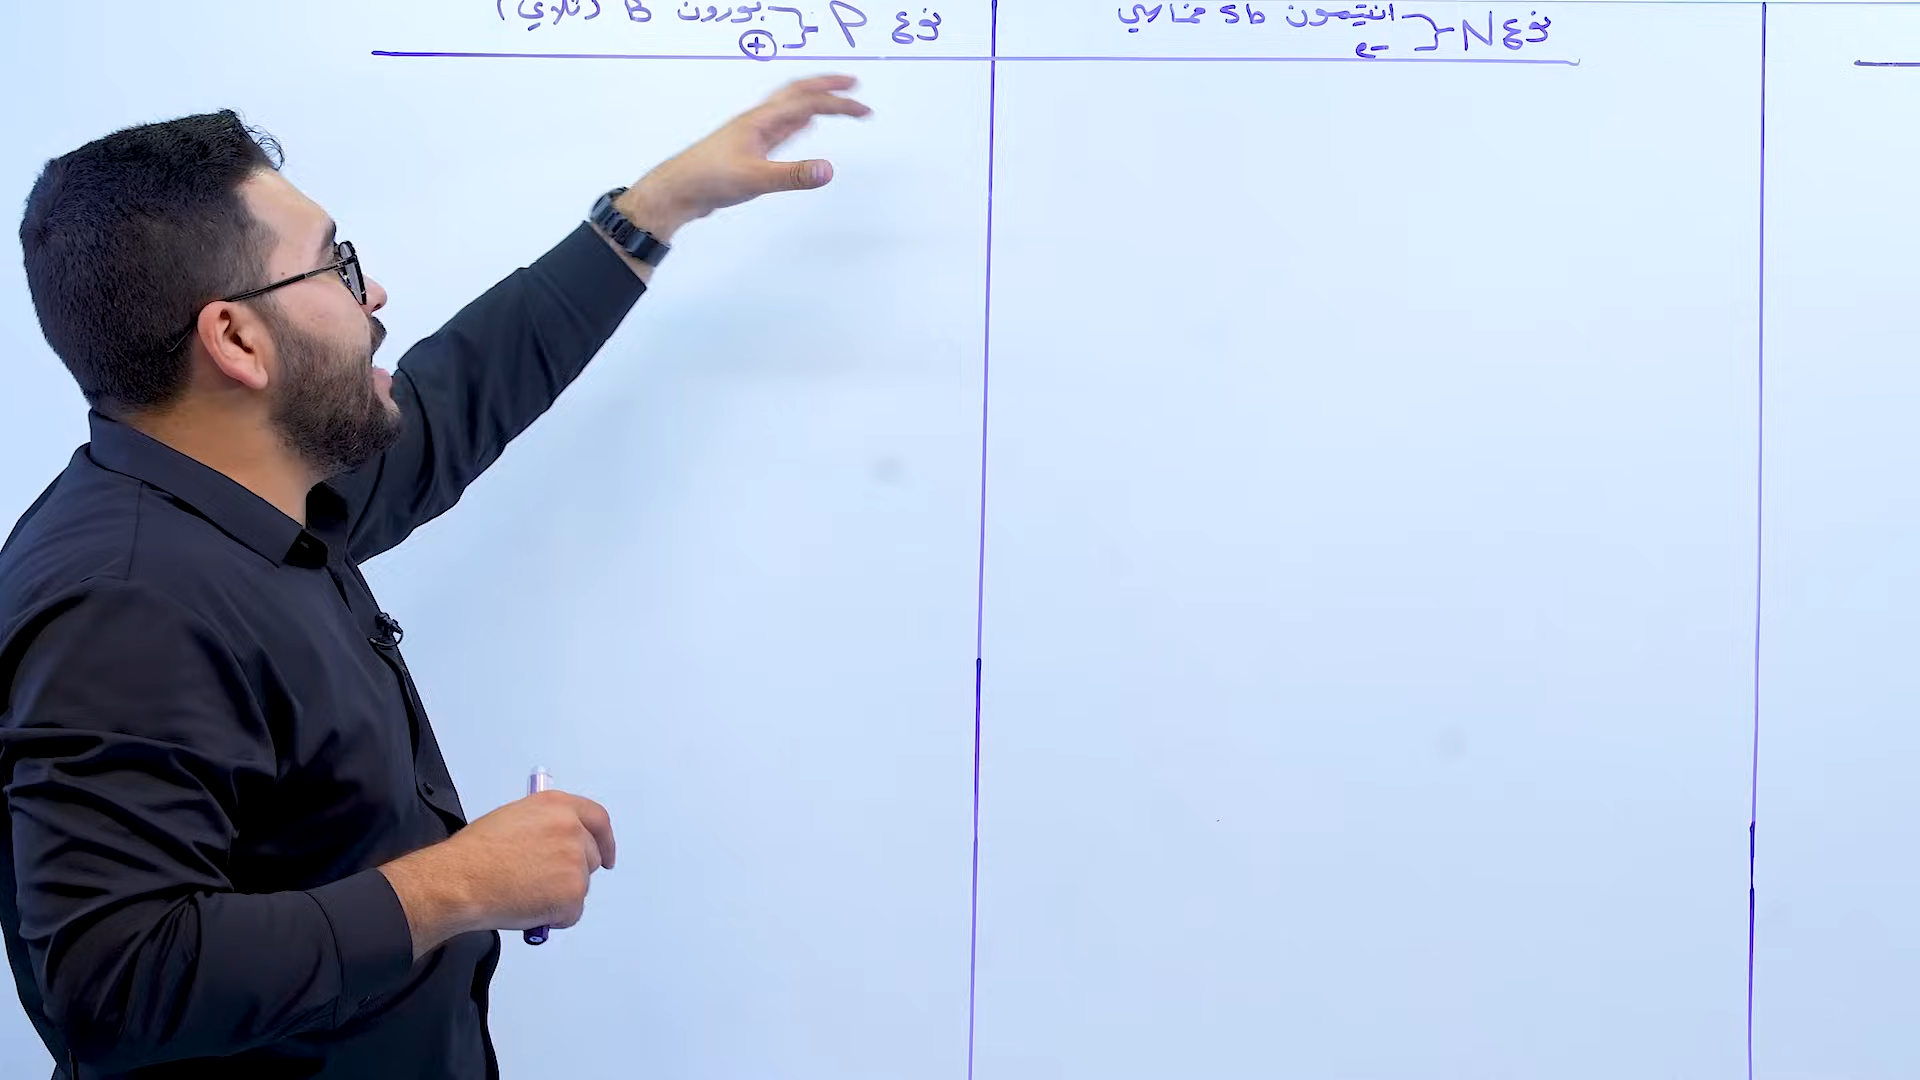 نوع N { انتيمون Sb خماسي
e-
نوع P { بورون B (ثلاثي)
+